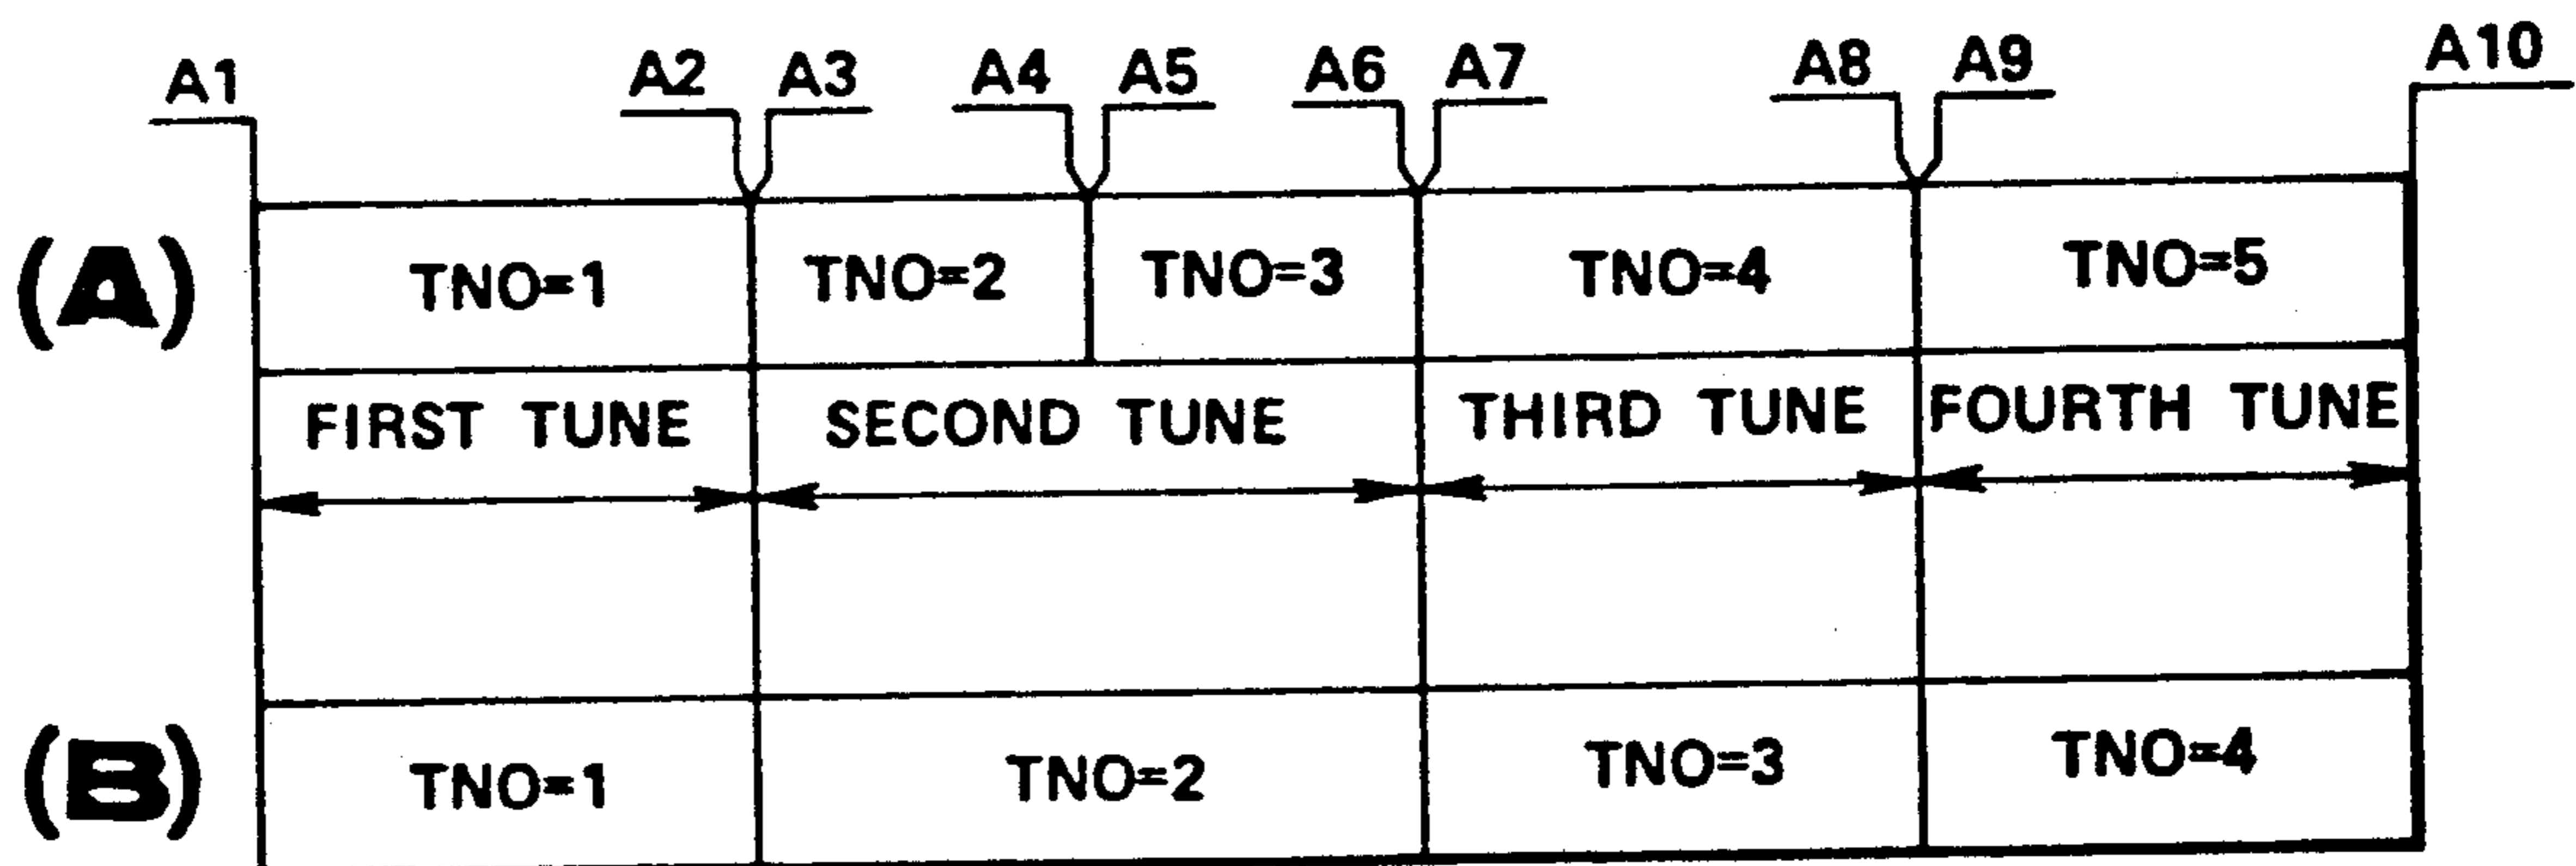 A1 A2 A3 A4 A5 A6 A7 A8 A9 A10
(A) TNO=1 TNO=2 TNO=3 TNO=4 TNO=5
FIRST TUNE SECOND TUNE THIRD TUNE FOURTH TUNE
(B) TNO=1 TNO=2 TNO=3 TNO=4